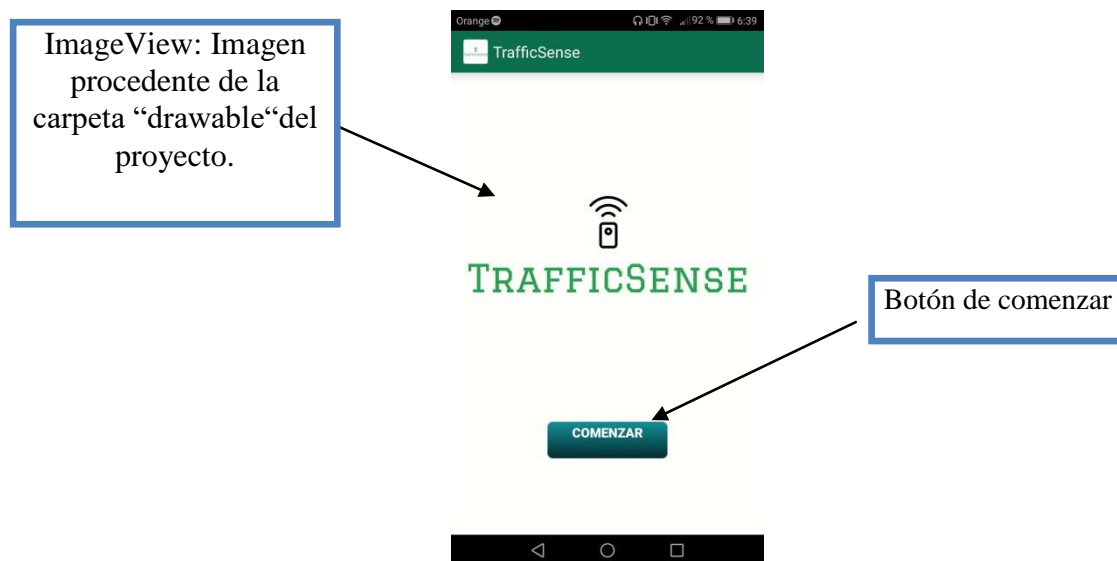 ImageView: Imagen
procedente de la
carpeta “drawable“del
proyecto.
Orange 92 % 6:39
TrafficSense
TRAFFICSENSE
Botón de comenzar
COMENZAR